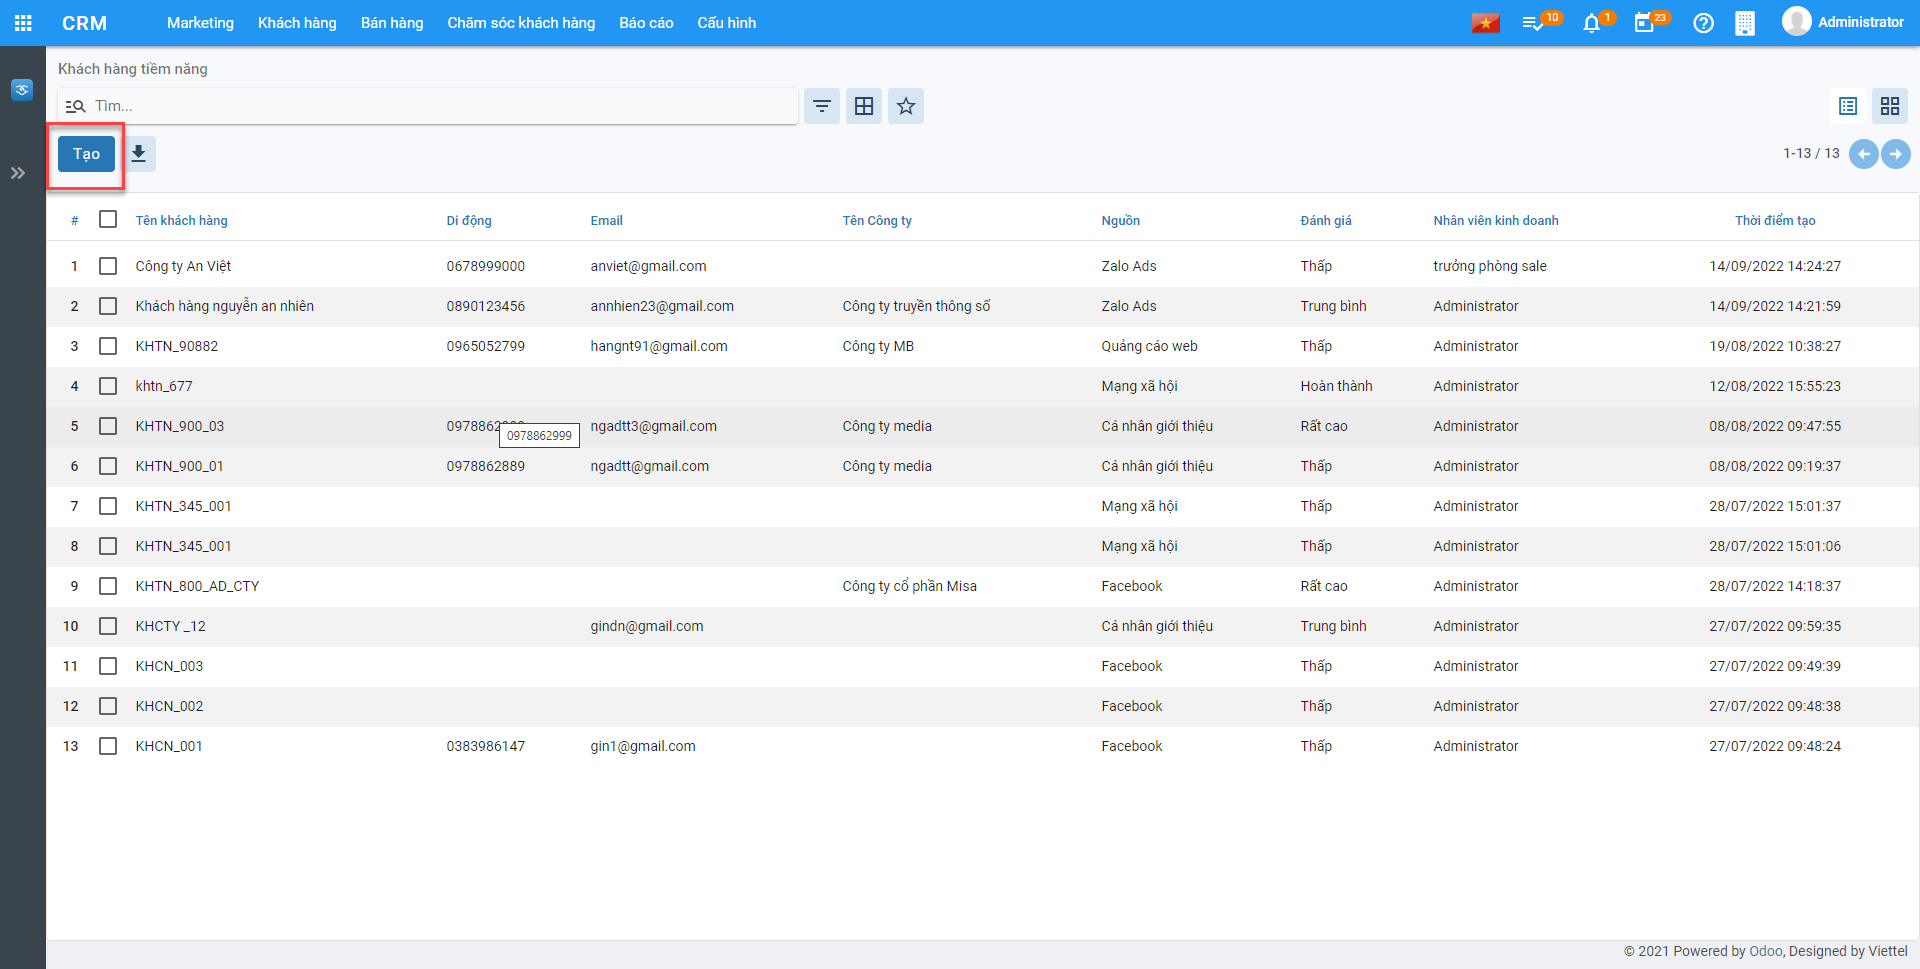 CRM Marketing Khách hàng Bán hàng Chăm sóc khách hàng Báo cáo Cấu hình 10 1 23 Administrator
Khách hàng tiềm năng
Tìm...
Tạo 1-13 / 13
# Tên khách hàng Di động Email Tên Công ty Nguồn Đánh giá Nhân viên kinh doanh Thời điểm tạo
1 Công ty An Việt 0678999000 anviet@gmail.com Zalo Ads Thấp trưởng phòng sale 14/09/2022 14:24:27
2 Khách hàng nguyễn an nhiên 0890123456 annhien23@gmail.com Công ty truyền thông số Zalo Ads Trung bình Administrator 14/09/2022 14:21:59
3 KHTN_90882 0965052799 hangnt91@gmail.com Công ty MB Quảng cáo web Thấp Administrator 19/08/2022 10:38:27
4 khtn_677 Mạng xã hội Hoàn thành Administrator 12/08/2022 15:55:23
5 KHTN_900_03 0978862999 ngadtt3@gmail.com Công ty media Cá nhân giới thiệu Rất cao Administrator 08/08/2022 09:47:55
0978862999
6 KHTN_900_01 0978862889 ngadtt@gmail.com Công ty media Cá nhân giới thiệu Thấp Administrator 08/08/2022 09:19:37
7 KHTN_345_001 Mạng xã hội Thấp Administrator 28/07/2022 15:01:37
8 KHTN_345_001 Mạng xã hội Thấp Administrator 28/07/2022 15:01:06
9 KHTN_800_AD_CTY Công ty cổ phần Misa Facebook Rất cao Administrator 28/07/2022 14:18:37
10 KHCTY _12 gindn@gmail.com Cá nhân giới thiệu Trung bình Administrator 27/07/2022 09:59:35
11 KHCN_003 Facebook Thấp Administrator 27/07/2022 09:49:39
12 KHCN_002 Facebook Thấp Administrator 27/07/2022 09:48:38
13 KHCN_001 0383986147 gin1@gmail.com Facebook Thấp Administrator 27/07/2022 09:48:24
© 2021 Powered by Odoo, Designed by Viettel